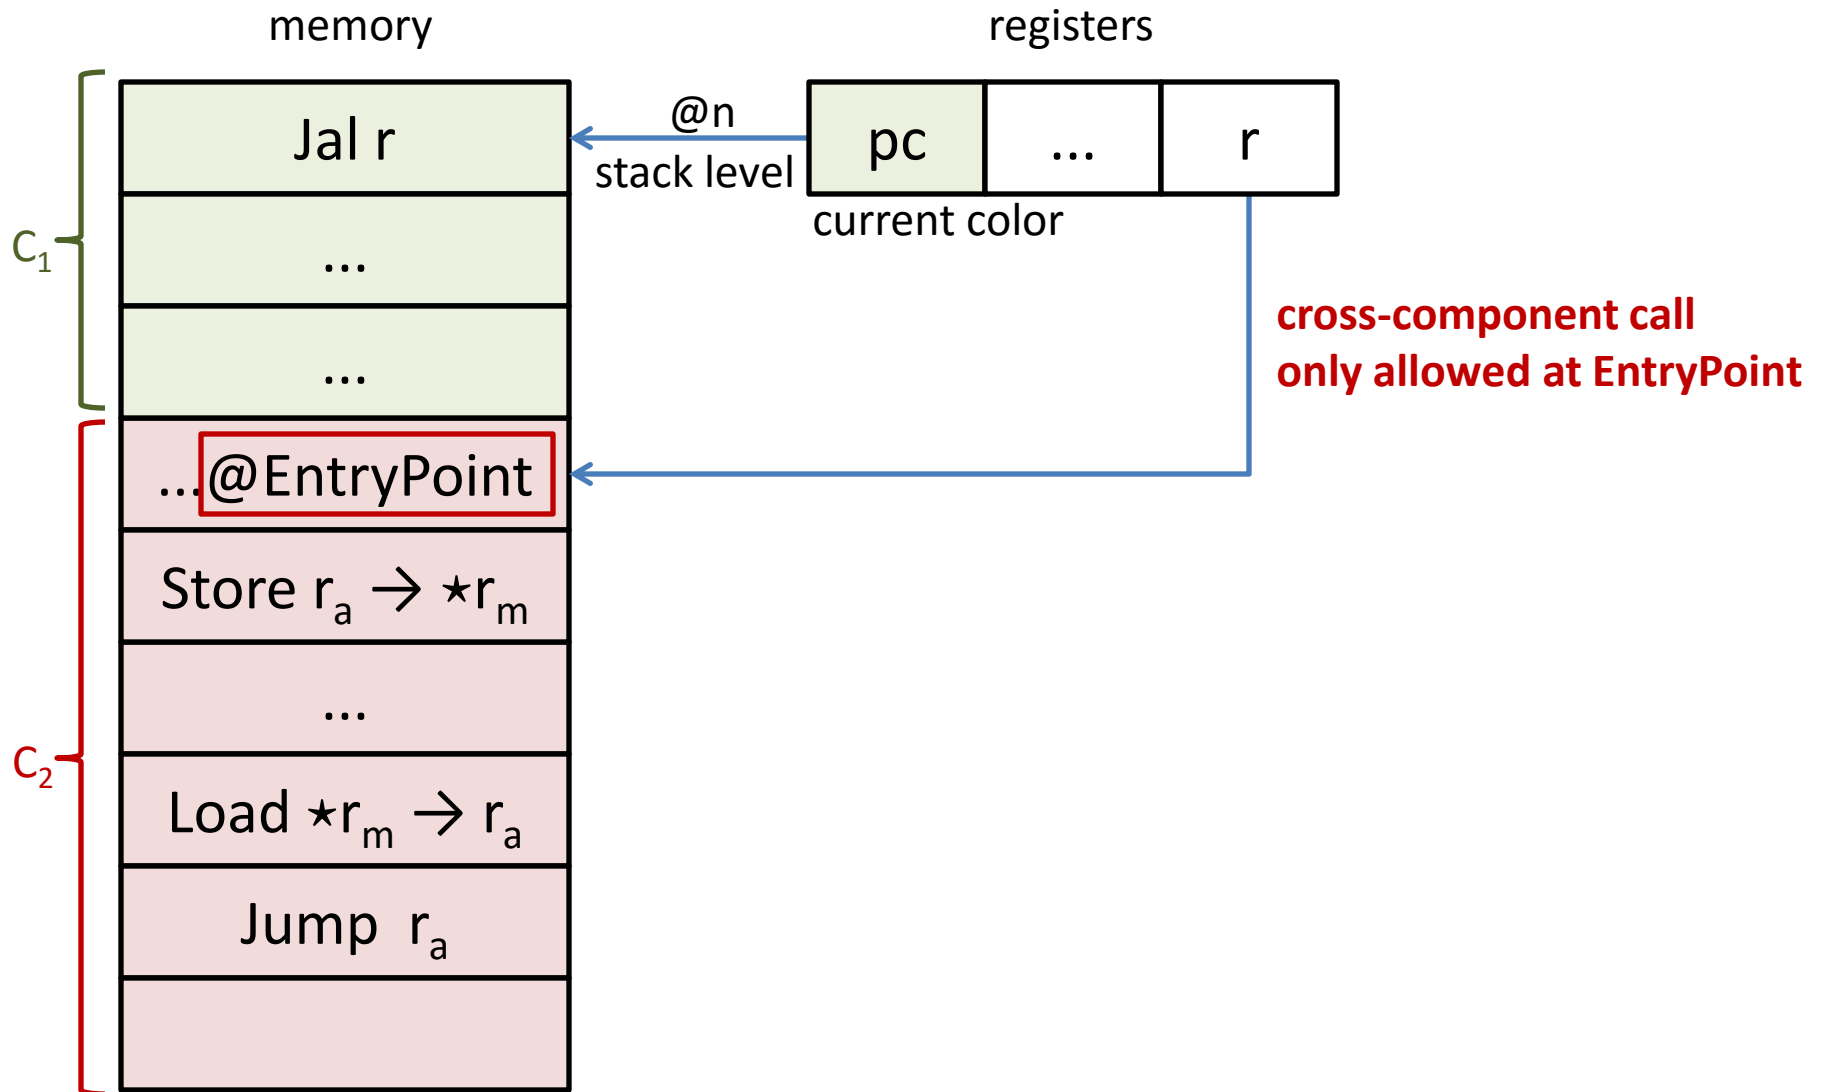 memory
registers
Jal r
@n
stack level
pc
...
r
current color
C₁
...
...
cross-component call
only allowed at EntryPoint
...@EntryPoint
Store rₐ → ⋆rₘ
...
C₂
Load ⋆rₘ → rₐ
Jump rₐ